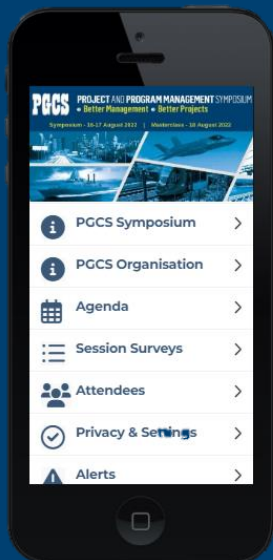 PGCS PROJECT AND PROGRAM MANAGEMENT SYMPOSIUM
• Better Management • Better Projects
Symposium - 16-17 August 2022 | Masterclass - 18 August 2022
PGCS Symposium
PGCS Organisation
Agenda
Session Surveys
Attendees
Privacy & Settings
Alerts